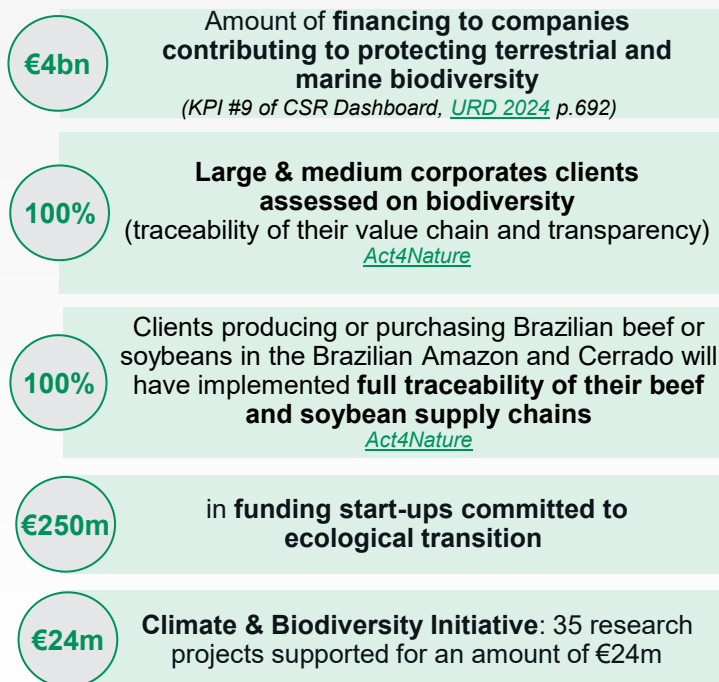 €4bn
Amount of financing to companies
contributing to protecting terrestrial and
marine biodiversity
(KPI #9 of CSR Dashboard, URD 2024 p.692)
100%
Large & medium corporates clients
assessed on biodiversity
(traceability of their value chain and transparency)
Act4Nature
100%
Clients producing or purchasing Brazilian beef or
soybeans in the Brazilian Amazon and Cerrado will
have implemented full traceability of their beef
and soybean supply chains
Act4Nature
€250m
in funding start-ups committed to
ecological transition
€24m
Climate & Biodiversity Initiative: 35 research
projects supported for an amount of €24m